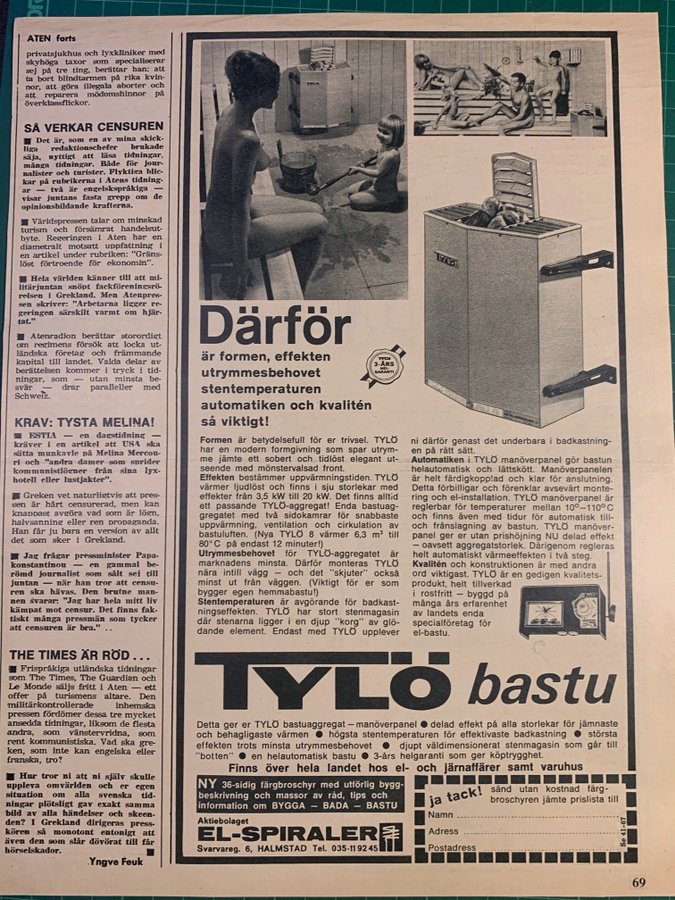 ATEN forts
privatsjukhus och lyxkliniker med
skyhöga taxor som specialiserar
sej på tre ting, berättar han: att
ta bort blindtarmen på rika kvin-
nor, att göra illegala aborter och
att reparera mödomshinnor på
överklassflickor.
SÅ VERKAR CENSUREN
■ Det är, som en av mina skick-
liga redaktionschefer brukade
säja, nyttigt att läsa tidningar,
många tidningar. Både för jour-
nalister och turister. Flyktiga blic-
kar på rubrikerna i Atens tidning-
ar — två är engelskspråkiga —
visar juntans fasta grepp om de
opinionsbildande krafterna.
■ Världspressen talar om minskad
turism och försämrat handelsut-
byte. Regeringen i Aten har en
diametralt motsatt uppfattning i
en artikel under rubriken: "Gräns-
löst förtroende för ekonomin".
■ Hela världen känner till att mi-
litärjuntan snöpt fackföreningsrö-
relsen i Grekland. Men Atenpres-
sen skriver: "Arbetarna ligger re-
geringen särskilt varmt om hjär-
tat."
■ Atenradion berättar storordigt
om regimens försök att locka ut-
ländska företag och främmande
kapital till landet. Valda delar av
berättelsen kommer i tryck i tid-
ningar, som — utan minsta be-
svär — drar paralleller med
Schweiz.
KRAV: TYSTA MELINA!
■ ESTIA — en dagstidning —
kräver i en artikel att USA ska
sätta munkavle på Melina Mercou-
ri och "andra damer som sprider
kommunistlörner från sina lyx-
hotell eller lustjakter".
■ Greken vet naturligtvis att pres-
sen är hårt censurerad, men kan
knappast avgöra vad som är lögn,
halvsanning eller ren propaganda.
Han får ju bara en version av allt
det som sker i Grekland.
■ Jag frågar pressminister Papa-
konstantinou — en gammal be-
römd journalist som sålt sej till
juntan — när han tror att censu-
ren ska hävas. Den brutne man-
nen svarar: "Jag har hela mitt liv
kämpat mot censur. Det finns fak-
tiskt många pressmän som tycker
att censuren är bra." . .
THE TIMES ÄR RÖD . . .
■ Frispråkiga utländska tidningar
som The Times, The Guardian och
Le Monde säljs fritt i Aten — ett
offer på turismens altare. Den
militärkontrollerade inhemska
pressen fördömer dessa tre mycket
ansedda tidningar, liksom de flesta
andra, som vänstervridna, som
rent kommunistiska. Vad ska gre-
ken, som inte kan engelska eller
franska, tro?
■ Hur tror ni att ni själv skulle
uppleva omvärlden och er egen
situation om alla svenska tid-
ningar plötsligt gav exakt samma
bild av alla händelser och skeen-
den? I Grekland dirigeras press-
kören så monotont entonigt att
även den som slår dövörat till får
hörselskador.
■
Yngve Feuk
TYLÖ
TYLÖ
Därför
är formen, effekten
utrymmesbehovet
stentemperaturen
automatiken och kvalitén
så viktigt!
TYLÖ
3-ÅRS
HEL-
GARANTI
Formen är betydelsefull för er trivsel. TYLÖ
har en modern formgivning som spar utrym-
me jämte ett sobert och tidlöst elegant ut-
seende med mönstervalsad front.
Effekten bestämmer uppvärmningstiden. TYLÖ
värmer ljudlöst och finns i sju storlekar med
effekter från 3,5 kW till 20 kW. Det finns alltid
ett passande TYLÖ-aggregat! Enda bastuag-
gregatet med två sidokamrar för snabbaste
uppvärmning, ventilation och cirkulation av
bastuluften. (Nya TYLÖ 8 värmer 6,3 m³ till
80°C på endast 12 minuter!)
Utrymmesbehovet för TYLÖ-aggregatet är
marknadens minsta. Därför monteras TYLÖ
nära intill vägg — och det "skjuter" också
minst ut från väggen. (Viktigt för er som
bygger egen hemmabastu!)
Stentemperaturen är avgörande för badkast-
ningseffekten. TYLÖ har stort stenmagasin
där stenarna ligger i en djup "korg" av glö-
dande element. Endast med TYLÖ upplever
ni därför genast det underbara i badkastning-
en på rätt sätt.
Automatiken i TYLÖ manöverpanel gör bastun
helautomatisk och lättskött. Manöverpanelen
är helt färdigkopplad och klar för anslutning.
Detta förbilligar och förenklar avsevärt monte-
ring och el-installation. TYLÖ manöverpanel är
reglerbar för temperaturer mellan 10°—110°C
och finns även med tidur för automatisk till-
och frånslagning av bastun. TYLÖ manöver-
panel ger er utan prishöjning NU delad effekt
— oavsett aggregatstorlek. Därigenom regleras
helt automatiskt värmeeffekten i två steg.
Kvalitén och konstruktionen är med andra
ord viktigast. TYLÖ är en gedigen kvalitets-
produkt, helt tillverkad
i rostfritt — byggd på
många års erfarenhet
av landets enda
specialföretag för
el-bastu.
TYLÖ bastu
Detta ger er TYLÖ bastuaggregat — manöverpanel ● delad effekt på alla storlekar för jämnaste
och behagligaste värmen ● högsta stentemperaturen för effektivaste badkastning ● största
effekten trots minsta utrymmesbehovet ● djupt väldimensionerat stenmagasin som går till
"botten" ● en helautomatisk bastu ● 3-års helgaranti som ger köptrygghet.
Finns över hela landet hos el- och järnaffärer samt varuhus
NY 36-sidig färgbroschyr med utförlig bygg-
beskrivning och massor av råd, tips och
information om BYGGA - BADA - BASTU
Aktiebolaget
EL-SPIRALER
Svarvareg. 6, HALMSTAD Tel. 035-11 92 45
ja tack! sänd utan kostnad färg-
broschyren jämte prislista till
Namn
Adress
Postadress
Se 41-67
69